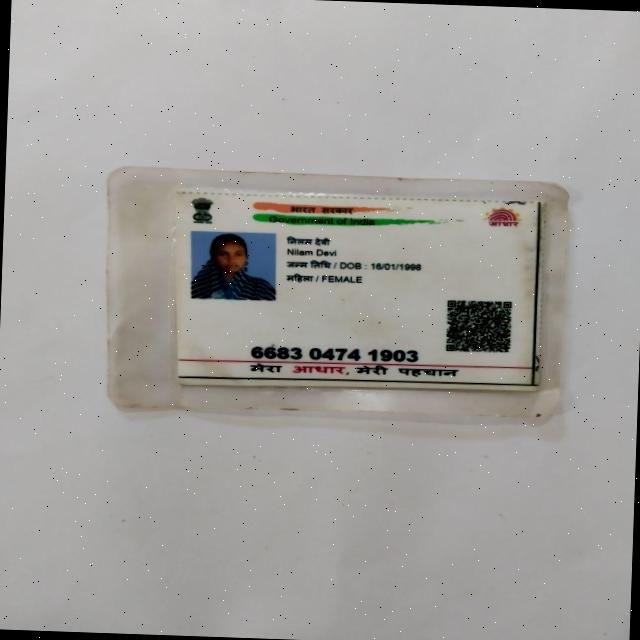 भारत सरकार
Government of India
आधार
निलम देवी
Nilam Devi
जन्म तिथि / DOB : 16/01/1998
महिला / FEMALE
6683 0474 1903
मेरा आधार, मेरी पहचान